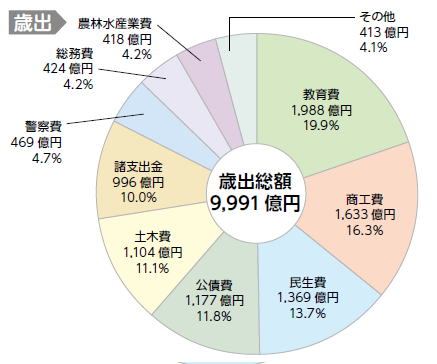 歳出
歳出総額
9,991 億円
教育費
1,988 億円
19.9%
商工費
1,633 億円
16.3%
民生費
1,369 億円
13.7%
公債費
1,177 億円
11.8%
土木費
1,104 億円
11.1%
諸支出金
996 億円
10.0%
警察費
469 億円
4.7%
総務費
424 億円
4.2%
農林水産業費
418 億円
4.2%
その他
413 億円
4.1%